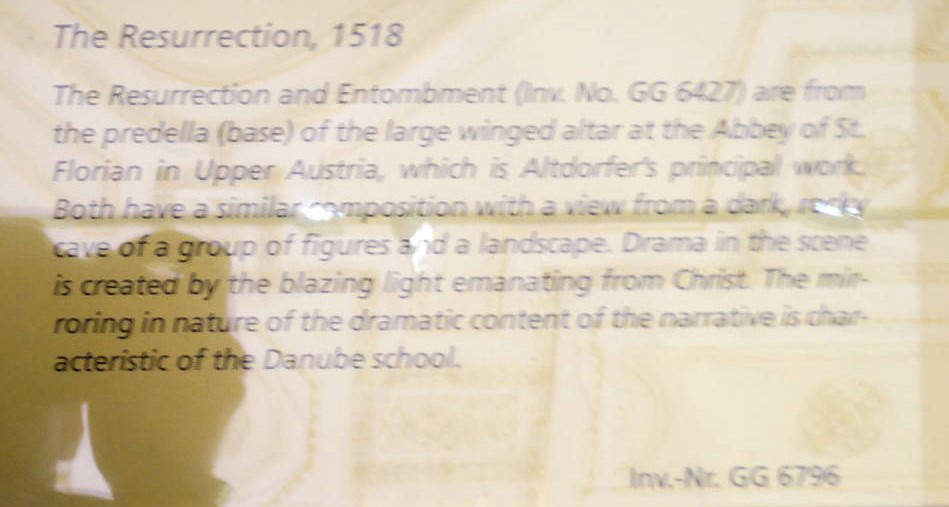 The Resurrection, 1518
The Resurrection and Entombment (Inv. No. GG 6427) are from
the predella (base) of the large winged altar at the Abbey of St.
Florian in Upper Austria, which is Altdorfer's principal work.
Both have a similar composition with a view from a dark, rocky
cave of a group of figures and a landscape. Drama in the scene
is created by the blazing light emanating from Christ. The mir-
roring in nature of the dramatic content of the narrative is char-
acteristic of the Danube school.
Inv.-Nr. GG 6796